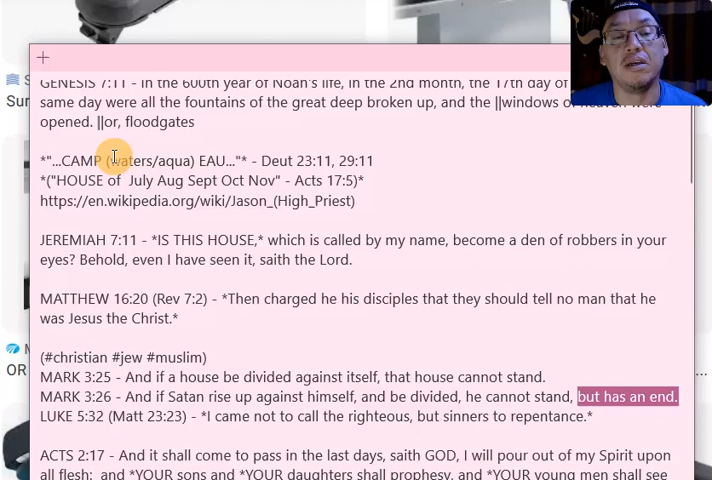 Sur
OR
GENESIS 7:11 - In the 600th year of Noah's life, in the 2nd month, the 17th day of
same day were all the fountains of the great deep broken up, and the ||windows of heaven were
opened. ||or, floodgates
*"...CAMP (waters/aqua) EAU..."* - Deut 23:11, 29:11
*("HOUSE of  July Aug Sept Oct Nov" - Acts 17:5)*
https://en.wikipedia.org/wiki/Jason_(High_Priest)
JEREMIAH 7:11 - *IS THIS HOUSE,* which is called by my name, become a den of robbers in your
eyes? Behold, even I have seen it, saith the Lord.
MATTHEW 16:20 (Rev 7:2) - *Then charged he his disciples that they should tell no man that he
was Jesus the Christ.*
(#christian #jew #muslim)
MARK 3:25 - And if a house be divided against itself, that house cannot stand.
MARK 3:26 - And if Satan rise up against himself, and be divided, he cannot stand, but has an end.
LUKE 5:32 (Matt 23:23) - *I came not to call the righteous, but sinners to repentance.*
ACTS 2:17 - And it shall come to pass in the last days, saith GOD, I will pour out of my Spirit upon
all flesh:  and *YOUR sons and *YOUR daughters shall prophesy, and *YOUR young men shall see